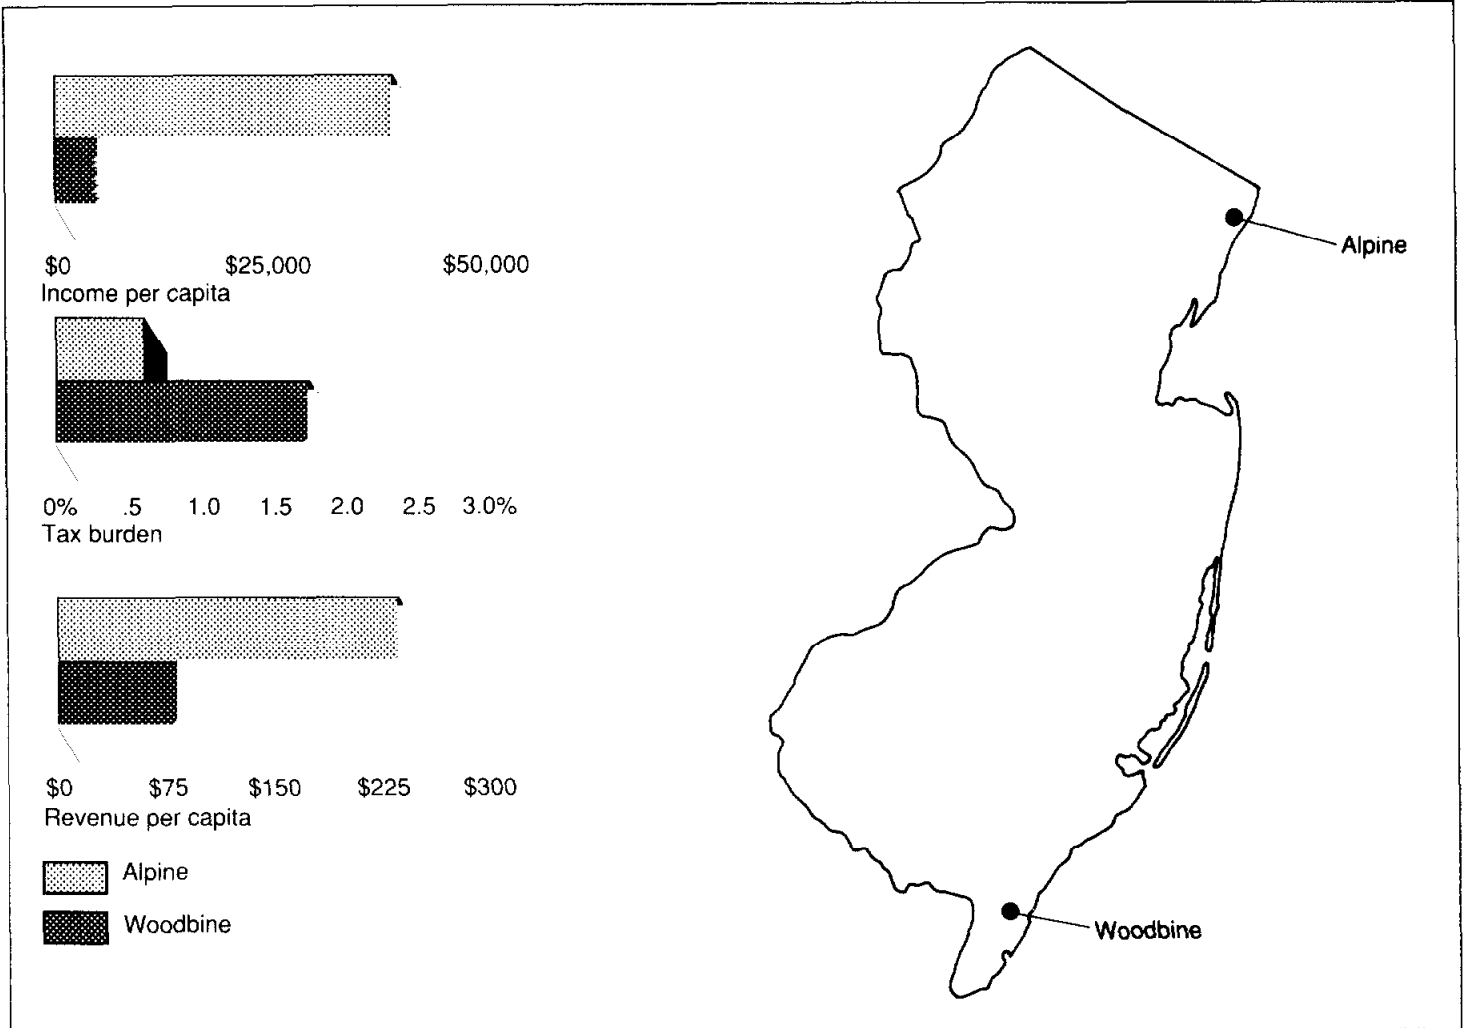 $0 $25,000 $50,000
Income per capita
0% .5 1.0 1.5 2.0 2.5 3.0%
Tax burden
$0 $75 $150 $225 $300
Revenue per capita
Alpine
Woodbine
Alpine
Woodbine